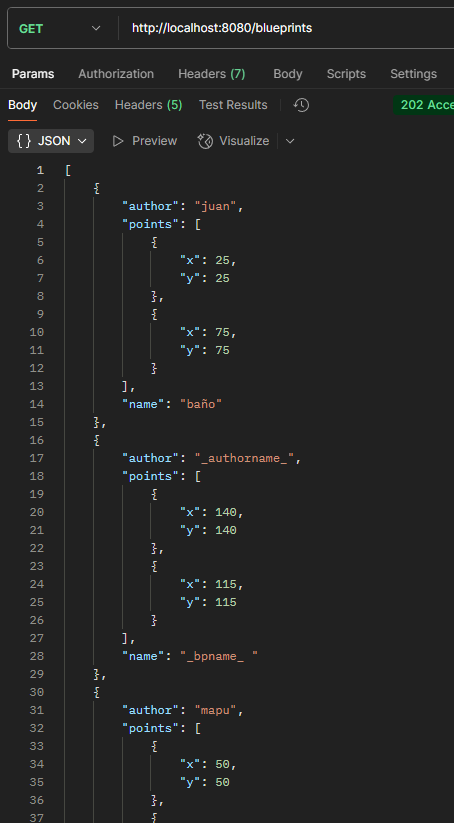 GET http://localhost:8080/blueprints
Params Authorization Headers (7) Body Scripts Settings
Body Cookies Headers (5) Test Results 202 Acce
{} JSON Preview Visualize
1 [
2 {
3 "author": "juan",
4 "points": [
5 {
6 "x": 25,
7 "y": 25
8 },
9 {
10 "x": 75,
11 "y": 75
12 }
13 ],
14 "name": "baño"
15 },
16 {
17 "author": "_authorname_",
18 "points": [
19 {
20 "x": 140,
21 "y": 140
22 },
23 {
24 "x": 115,
25 "y": 115
26 }
27 ],
28 "name": "_bpname_ "
29 },
30 {
31 "author": "mapu",
32 "points": [
33 {
34 "x": 50,
35 "y": 50
36 },
37 {